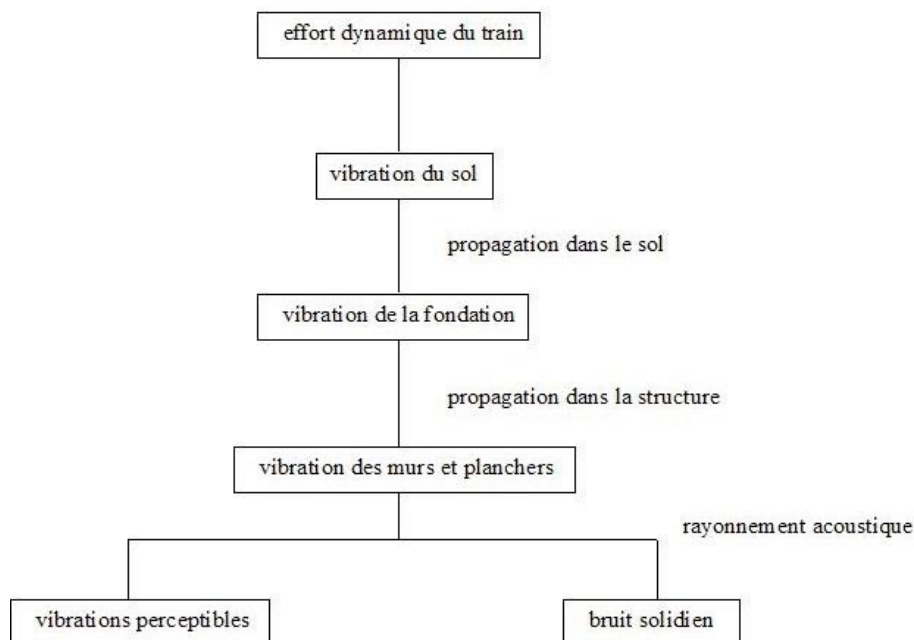 effort dynamique du train
vibration du sol
propagation dans le sol
vibration de la fondation
propagation dans la structure
vibration des murs et planchers
rayonnement acoustique
vibrations perceptibles
bruit solidien